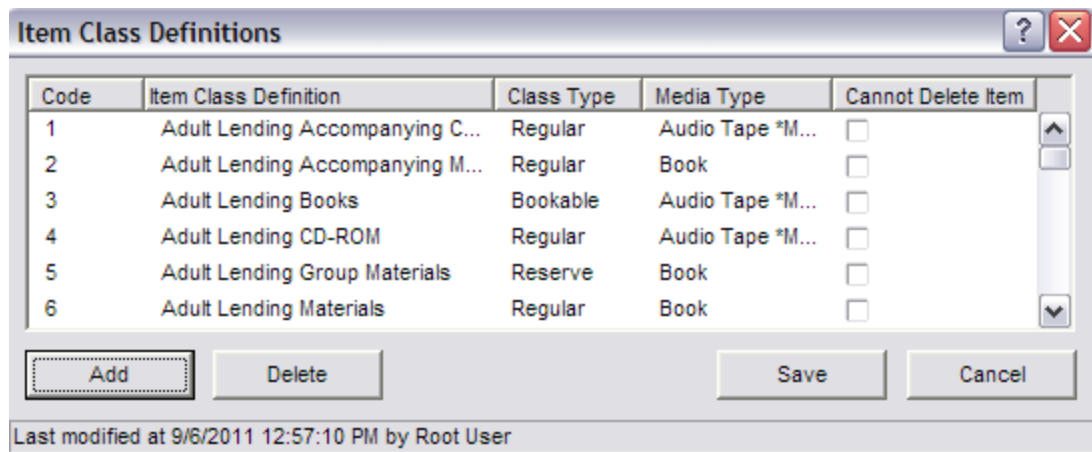 Item Class Definitions
Code Item Class Definition Class Type Media Type Cannot Delete Item
1 Adult Lending Accompanying C... Regular Audio Tape *M...
2 Adult Lending Accompanying M... Regular Book
3 Adult Lending Books Bookable Audio Tape *M...
4 Adult Lending CD-ROM Regular Audio Tape *M...
5 Adult Lending Group Materials Reserve Book
6 Adult Lending Materials Regular Book
Add Delete Save Cancel
Last modified at 9/6/2011 12:57:10 PM by Root User